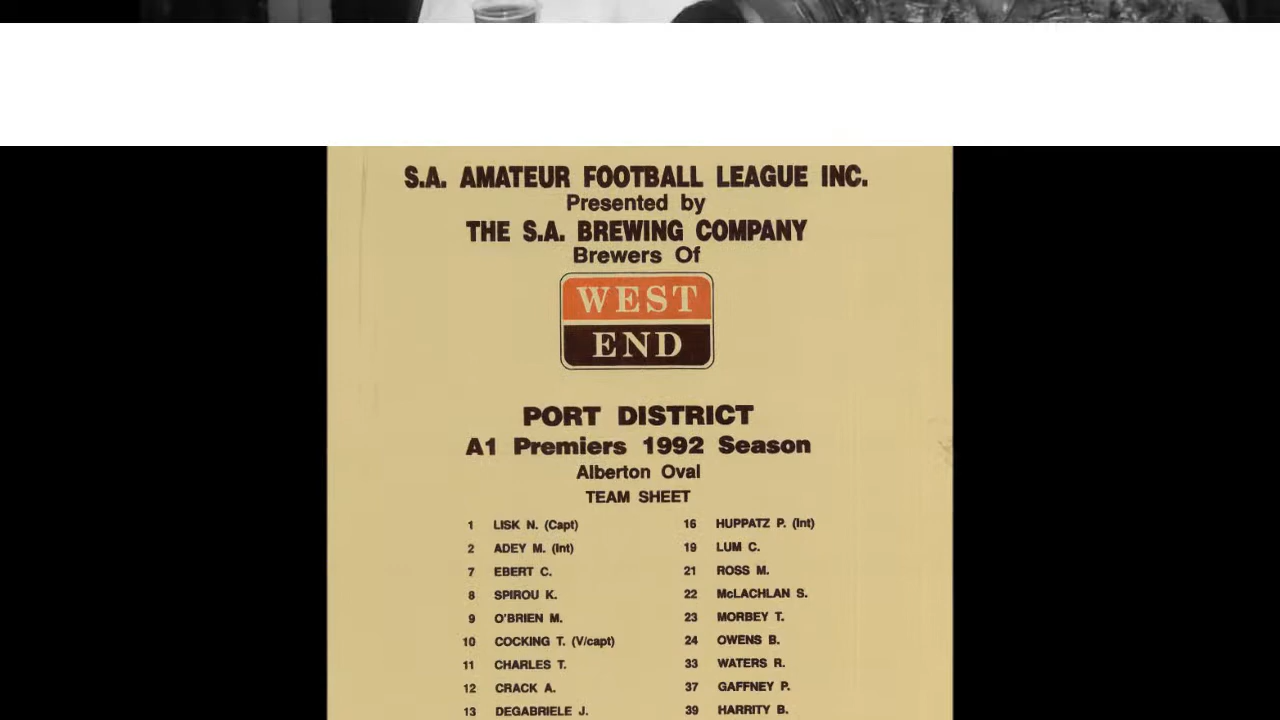 S.A. AMATEUR FOOTBALL LEAGUE INC.
Presented by
THE S.A. BREWING COMPANY
Brewers Of
WEST
END
PORT DISTRICT
A1 Premiers 1992 Season
Alberton Oval
TEAM SHEET
1 LISK N. (Capt)
2 ADEY M. (Int)
7 EBERT C.
8 SPIROU K.
9 O'BRIEN M.
10 COCKING T. (V/capt)
11 CHARLES T.
12 CRACK A.
13 DEGABRIELE J.
16 HUPPATZ P. (Int)
19 LUM C.
21 ROSS M.
22 McLACHLAN S.
23 MORBEY T.
24 OWENS B.
33 WATERS R.
37 GAFFNEY P.
39 HARRITY B.